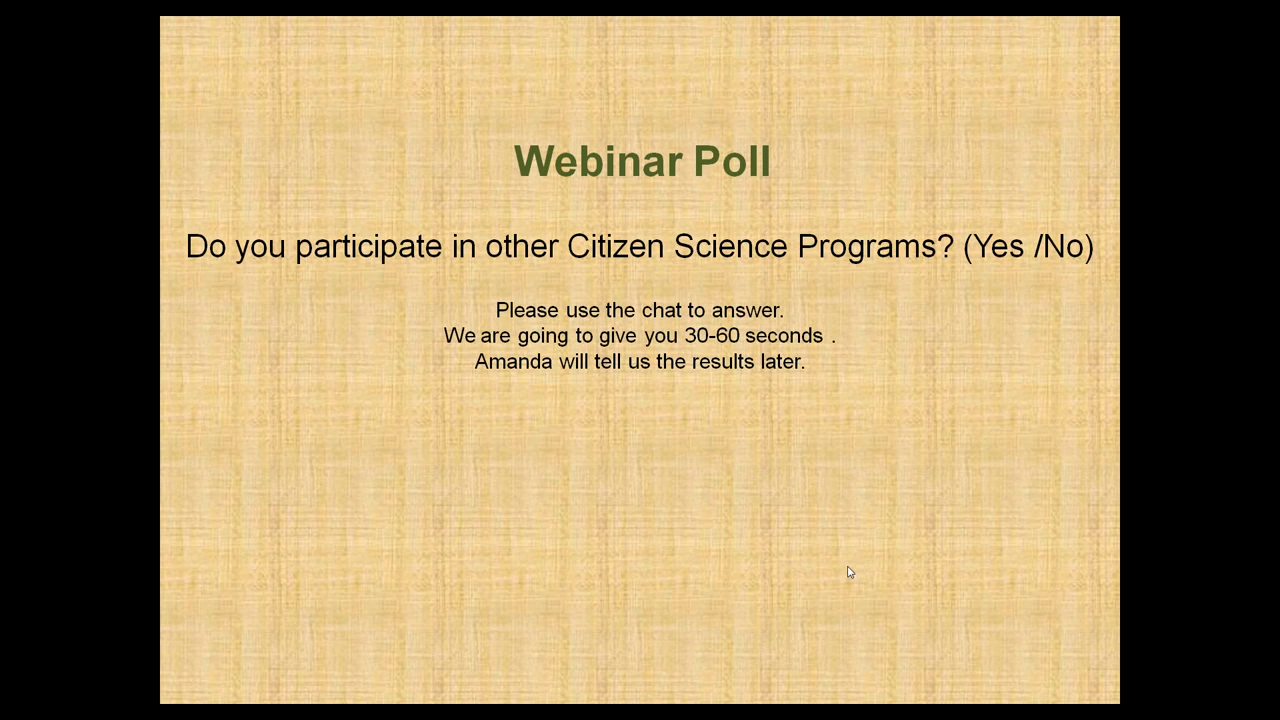 Webinar Poll
Do you participate in other Citizen Science Programs? (Yes /No)
Please use the chat to answer.
We are going to give you 30-60 seconds .
Amanda will tell us the results later.